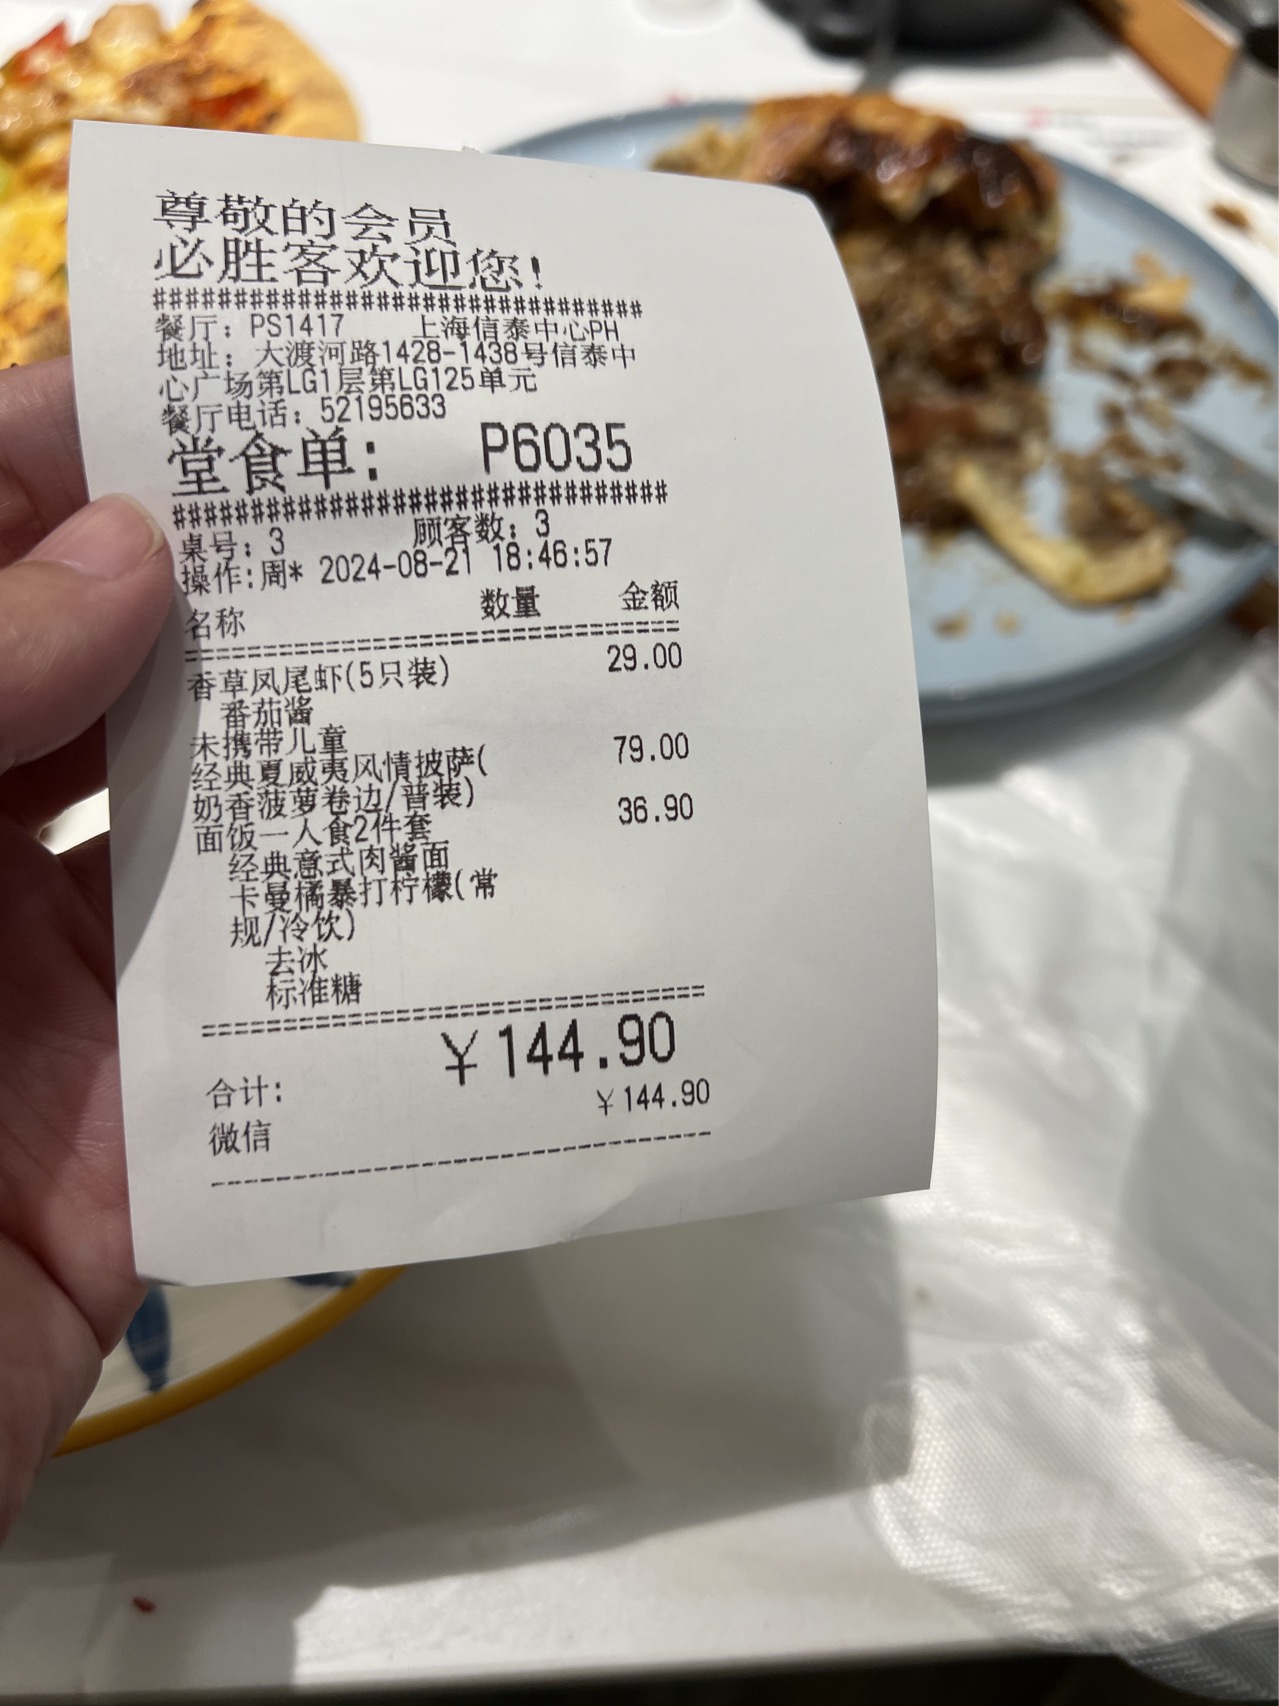 尊敬的会员
必胜客欢迎您!
###############################
餐厅: PS1417 上海信泰中心PH
地址: 大渡河路1428-1438号信泰中
心广场第LG1层第LG125单元
餐厅电话: 52195633
堂食单: P6035
###############################
桌号: 3 顾客数: 3
操作:周* 2024-08-21 18:46:57
名称 数量 金额
===============================
香草凤尾虾(5只装) 29.00
番茄酱
未携带儿童
经典夏威夷风情披萨( 79.00
奶香菠萝卷边/普装)
面饭一人食2件套 36.90
经典意式肉酱面
卡曼橘暴打柠檬(常
规/冷饮)
去冰
标准糖
===============================
合计: ¥144.90
微信 ¥144.90
-------------------------------